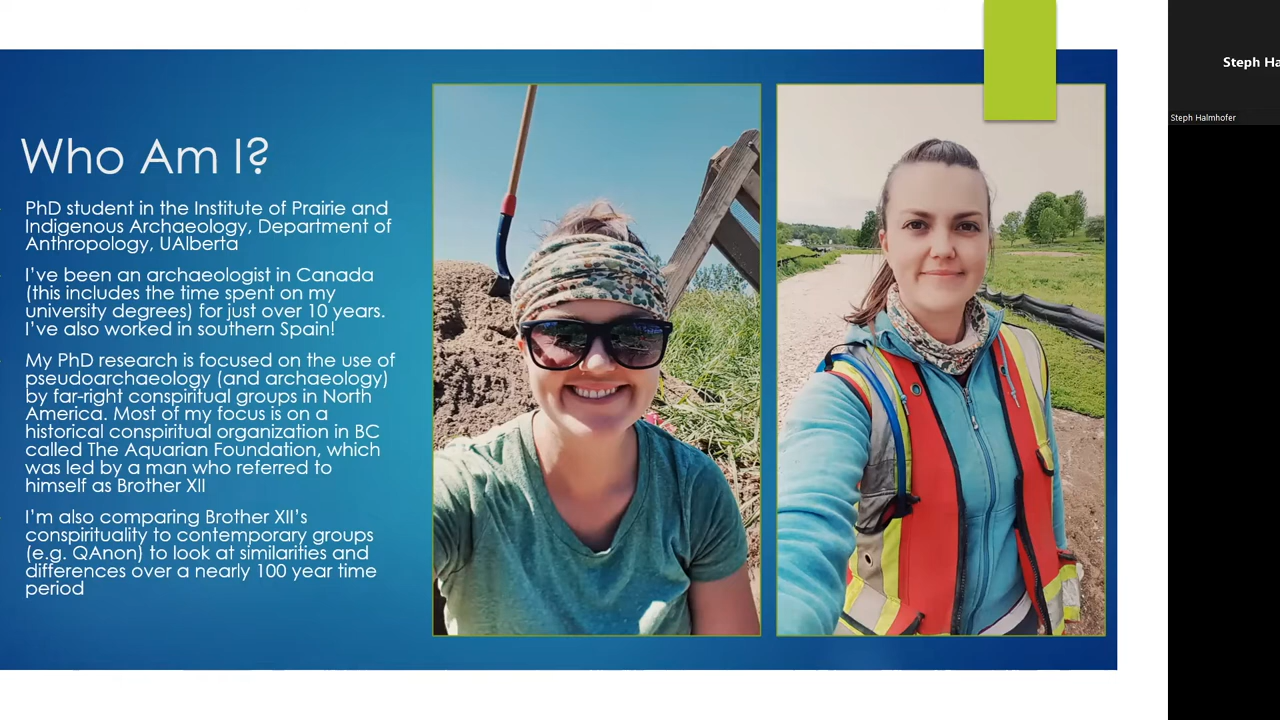 Who Am I?
PhD student in the Institute of Prairie and
Indigenous Archaeology, Department of
Anthropology, UAlberta
I've been an archaeologist in Canada
(this includes the time spent on my
university degrees) for just over 10 years.
I've also worked in southern Spain!
My PhD research is focused on the use of
pseudoarchaeology (and archaeology)
by far-right conspiritual groups in North
America. Most of my focus is on a
historical conspiritual organization in BC
called The Aquarian Foundation, which
was led by a man who referred to
himself as Brother XII
I'm also comparing Brother XII's
conspirituality to contemporary groups
(e.g. QAnon) to look at similarities and
differences over a nearly 100 year time
period
Steph Ha
Steph Halmhofer